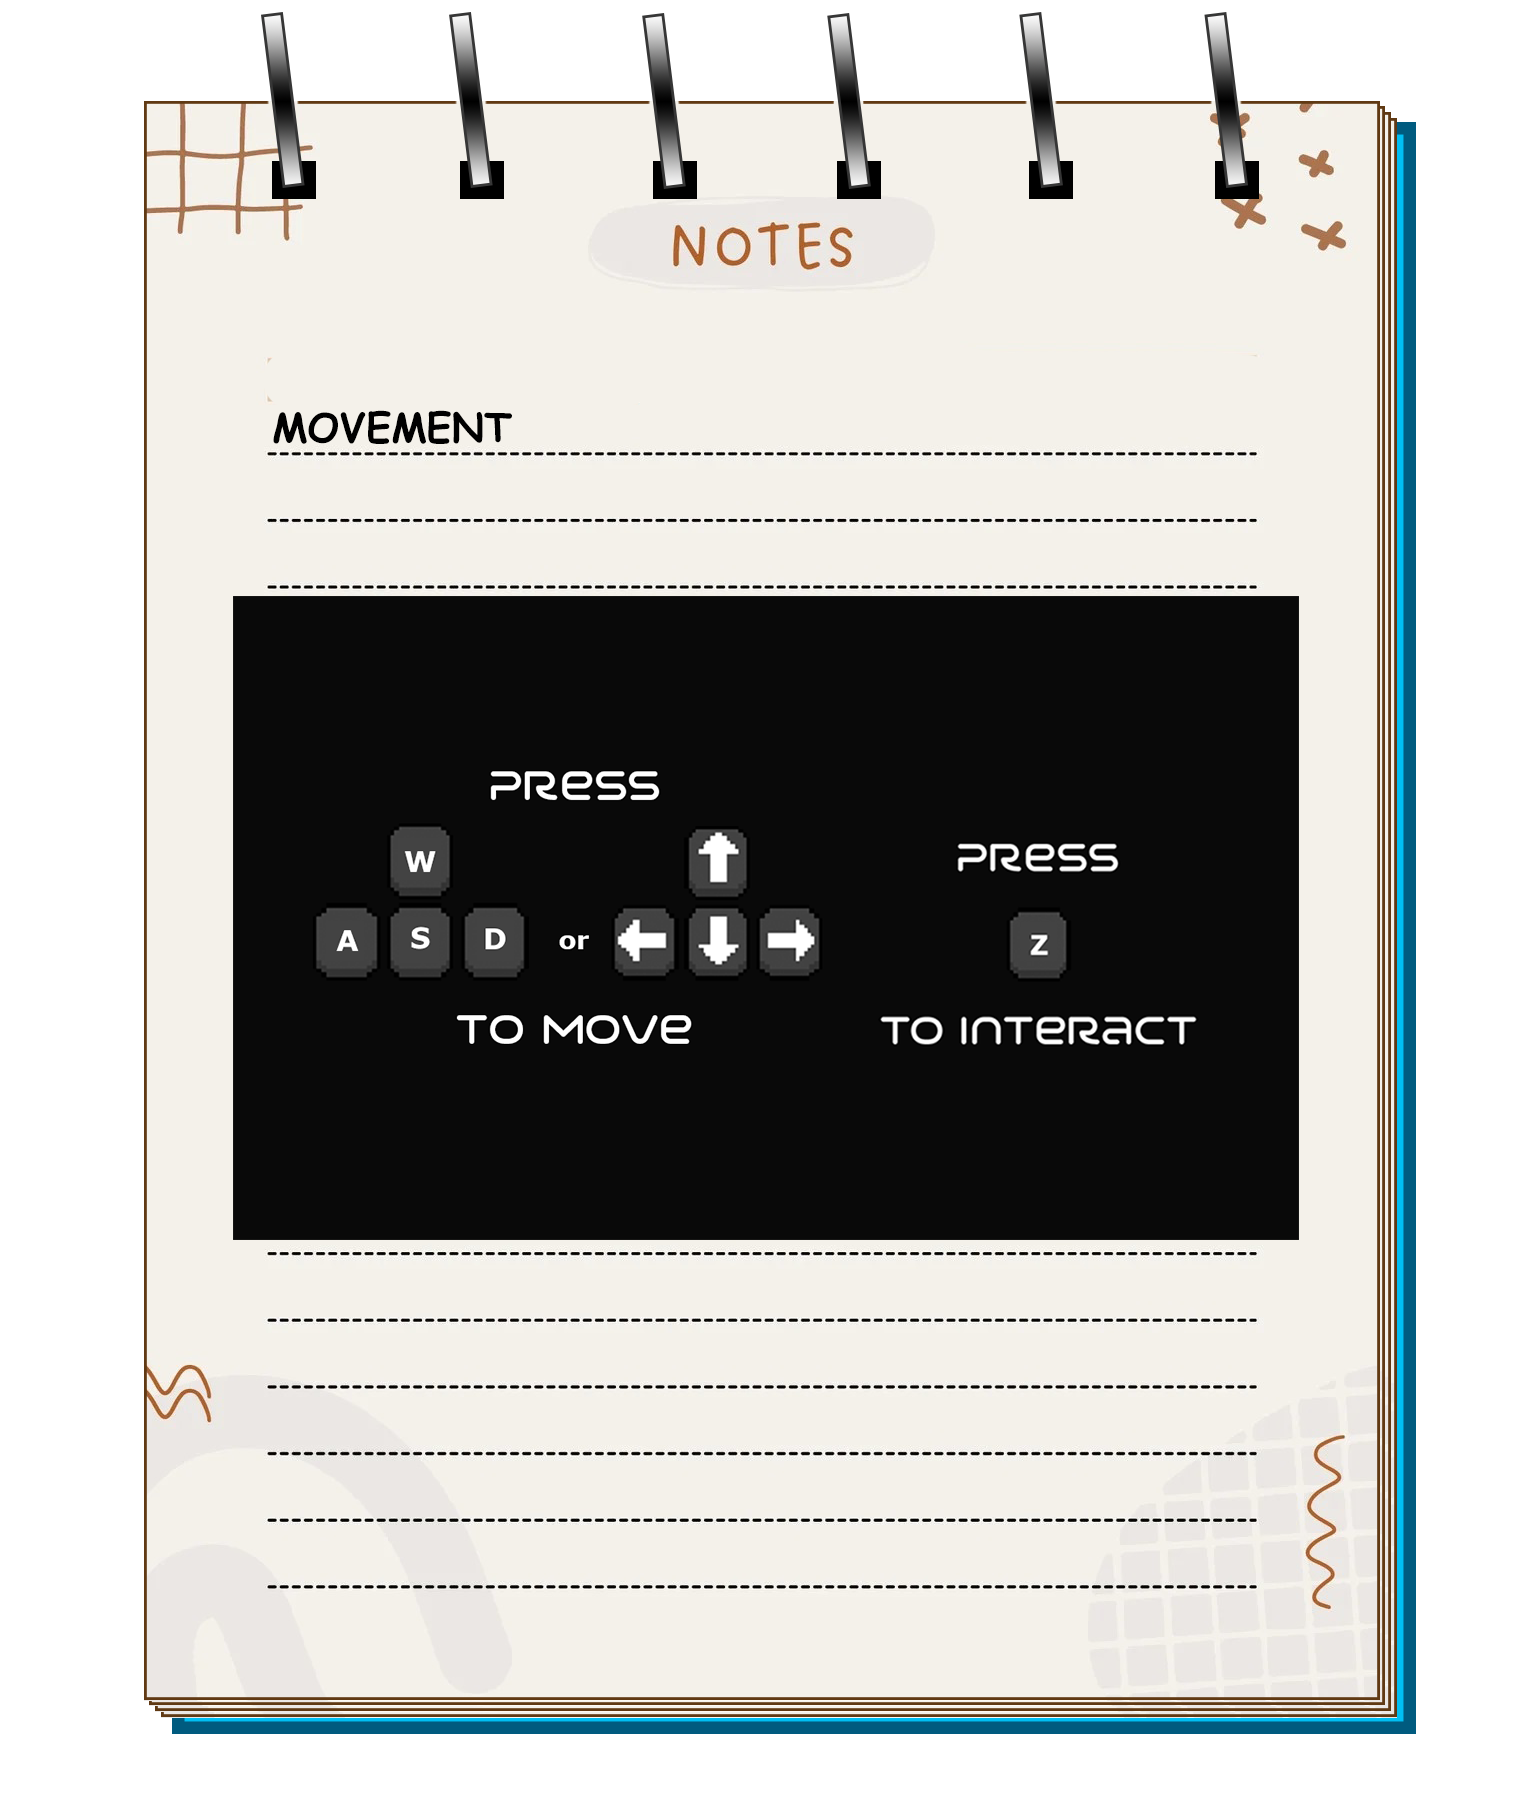 NOTES
MOVEMENT
PRESS
W
A S D or
TO MOVE
PRESS
Z
TO INTERACT